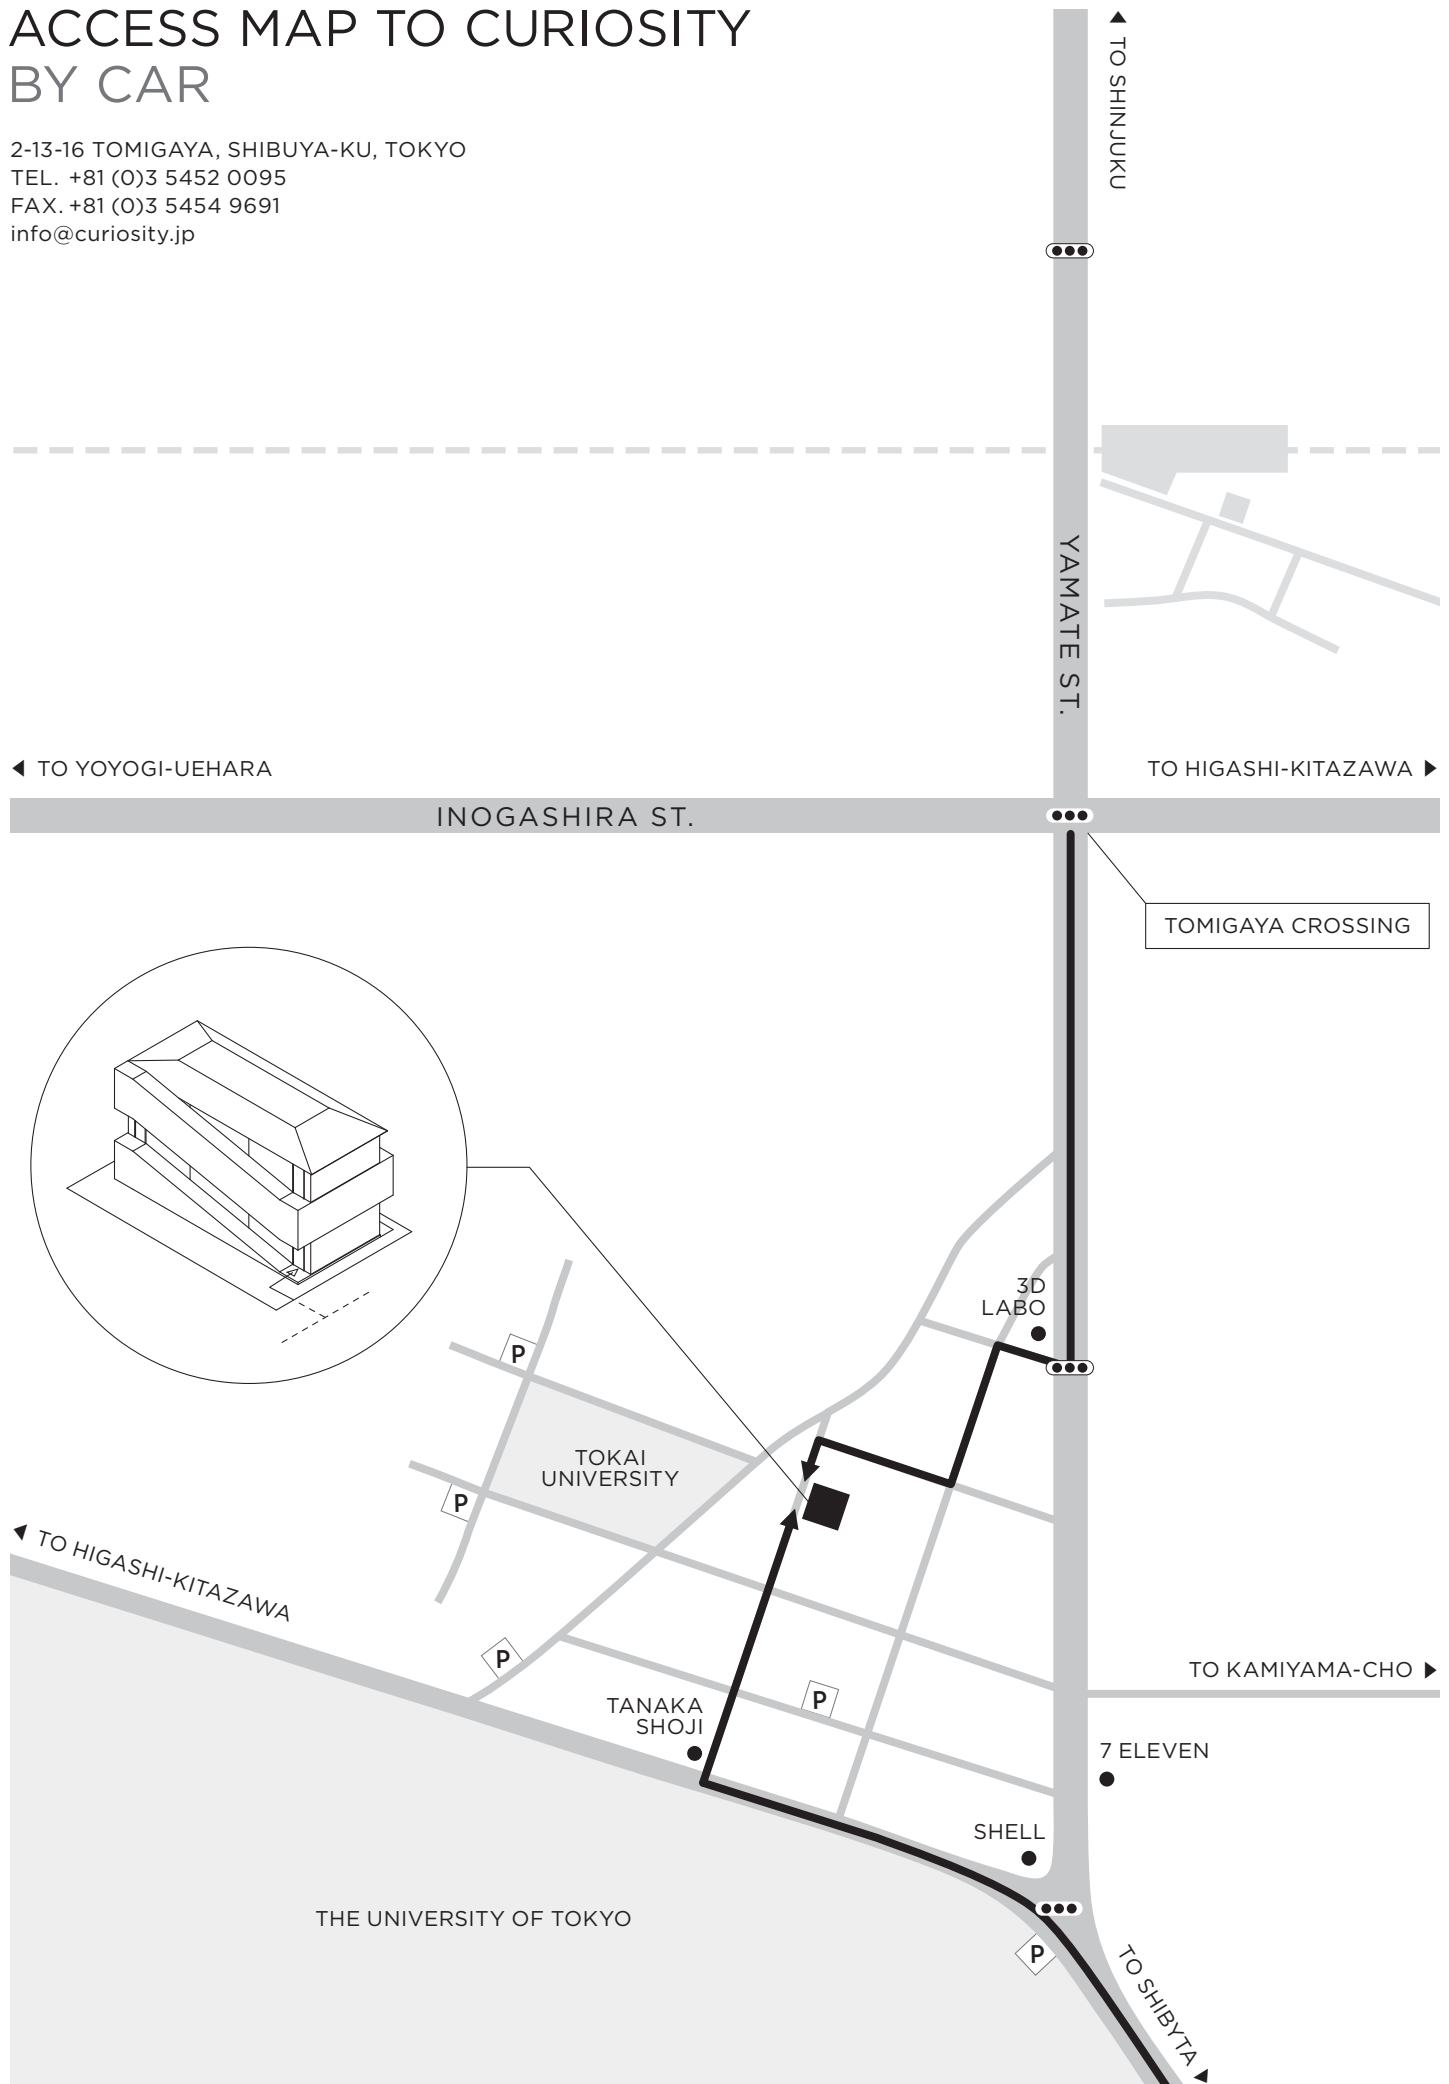 ACCESS MAP TO CURIOSITY
BY CAR
2-13-16 TOMIGAYA, SHIBUYA-KU, TOKYO
TEL. +81 (0)3 5452 0095
FAX. +81 (0)3 5454 9691
info@curiosity.jp
TO SHINJUKU
YAMATE ST.
TO YOYOGI-UEHARA
TO HIGASHI-KITAZAWA
INOGASHIRA ST.
TOMIGAYA CROSSING
3D
LABO
P
TOKAI
UNIVERSITY
P
TO HIGASHI-KITAZAWA
P
TO KAMIYAMA-CHO
P
TANAKA
SHOJI
7 ELEVEN
SHELL
THE UNIVERSITY OF TOKYO
P
TO SHIBYTA